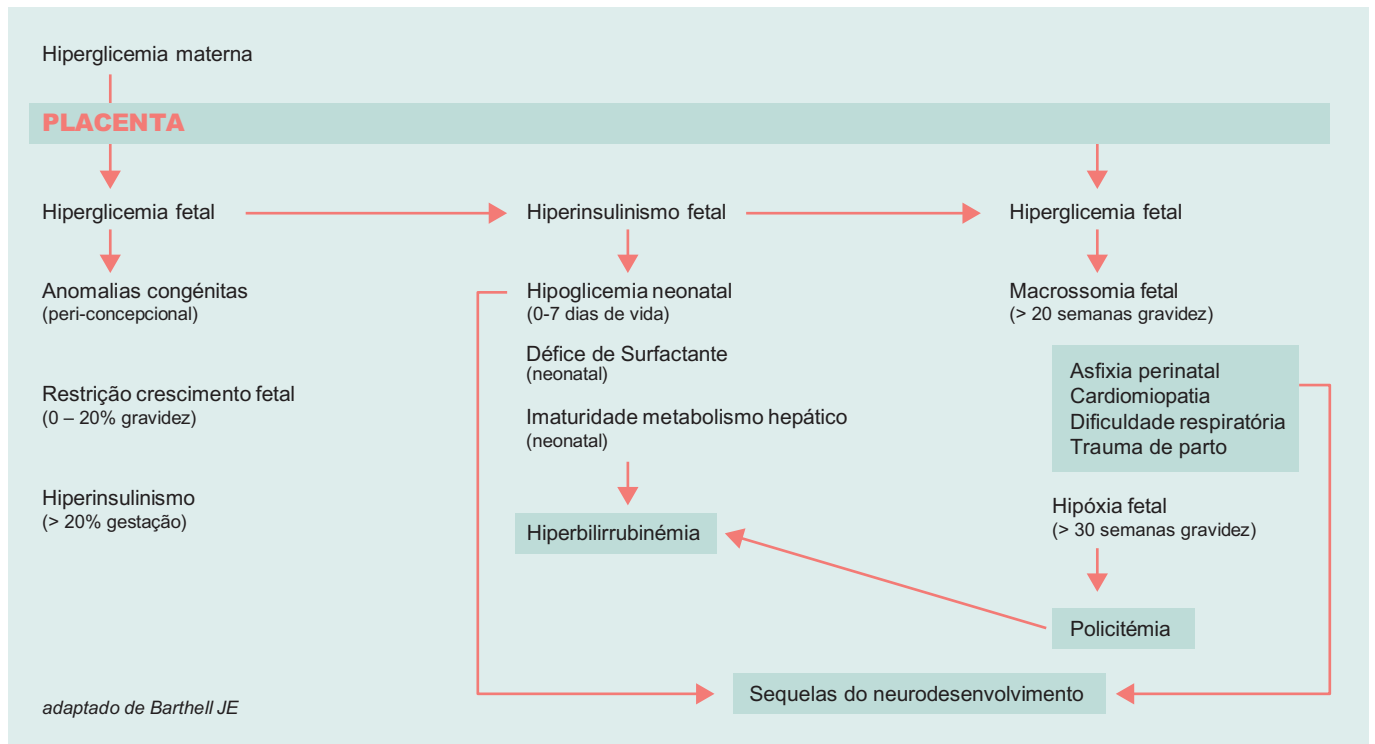 Hiperglicemia materna
PLACENTA
Hiperglicemia fetal
Hiperinsulinismo fetal
Hiperglicemia fetal
Anomalias congénitas
(peri-concepcional)
Restrição crescimento fetal
(0 – 20% gravidez)
Hiperinsulinismo
(> 20% gestação)
Hipoglicemia neonatal
(0-7 dias de vida)
Défice de Surfactante
(neonatal)
Imaturidade metabolismo hepático
(neonatal)
Hiperbilirrubinémia
Macrossomia fetal
(> 20 semanas gravidez)
Asfixia perinatal
Cardiomiopatia
Dificuldade respiratória
Trauma de parto
Hipóxia fetal
(> 30 semanas gravidez)
Policitémia
Sequelas do neurodesenvolvimento
adaptado de Barthell JE